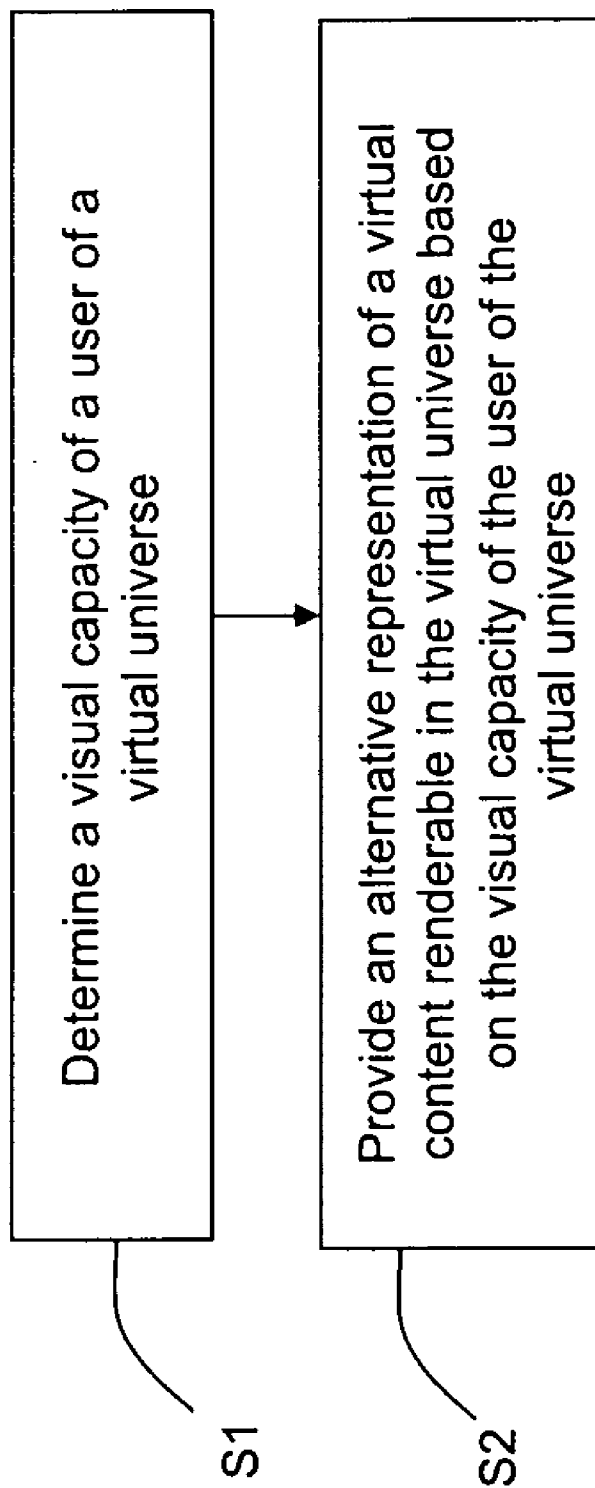 Determine a visual capacity of a user of a
virtual universe
S1
Provide an alternative representation of a virtual
content renderable in the virtual universe based
on the visual capacity of the user of the
virtual universe
S2